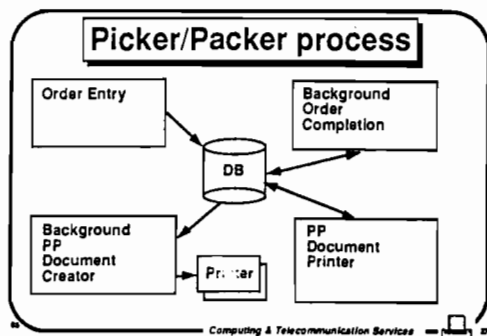 Picker/Packer process
Order Entry
Background
Order
Completion
DB
Background
PP
Document
Creator
Printer
PP
Document
Printer
Computing & Telecommunication Services